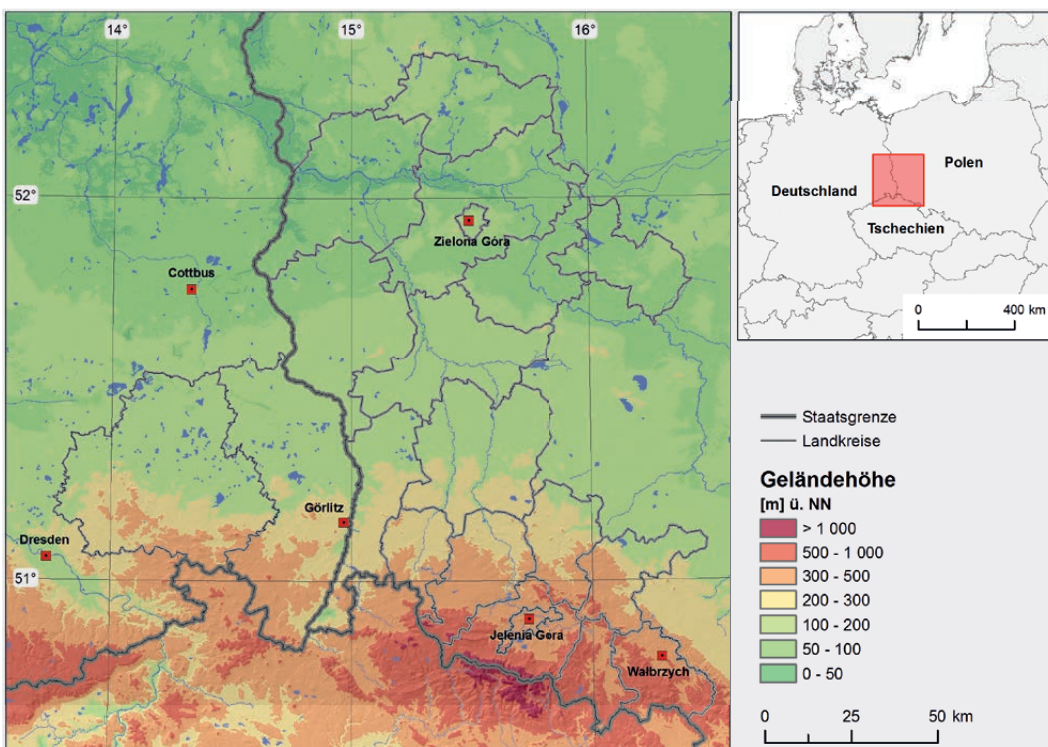 14° 15° 16°
52°
Zielona Góra
Cottbus
Görlitz
Dresden
51°
Jelenia Góra
Wałbrzych
Polen
Deutschland
Tschechien
0 400 km
Staatsgrenze
Landkreise
Geländehöhe
[m] ü. NN
> 1 000
500 - 1 000
300 - 500
200 - 300
100 - 200
50 - 100
0 - 50
0 25 50 km